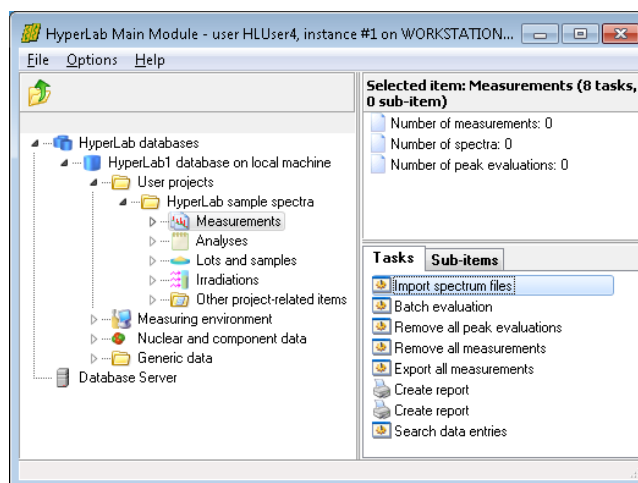 HyperLab Main Module - user HLUser4, instance #1 on WORKSTATION...
File Options Help
HyperLab databases
HyperLab1 database on local machine
User projects
HyperLab sample spectra
Measurements
Analyses
Lots and samples
Irradiations
Other project-related items
Measuring environment
Nuclear and component data
Generic data
Database Server
Selected item: Measurements (8 tasks,
0 sub-item)
Number of measurements: 0
Number of spectra: 0
Number of peak evaluations: 0
Tasks Sub-items
Import spectrum files
Batch evaluation
Remove all peak evaluations
Remove all measurements
Export all measurements
Create report
Create report
Search data entries